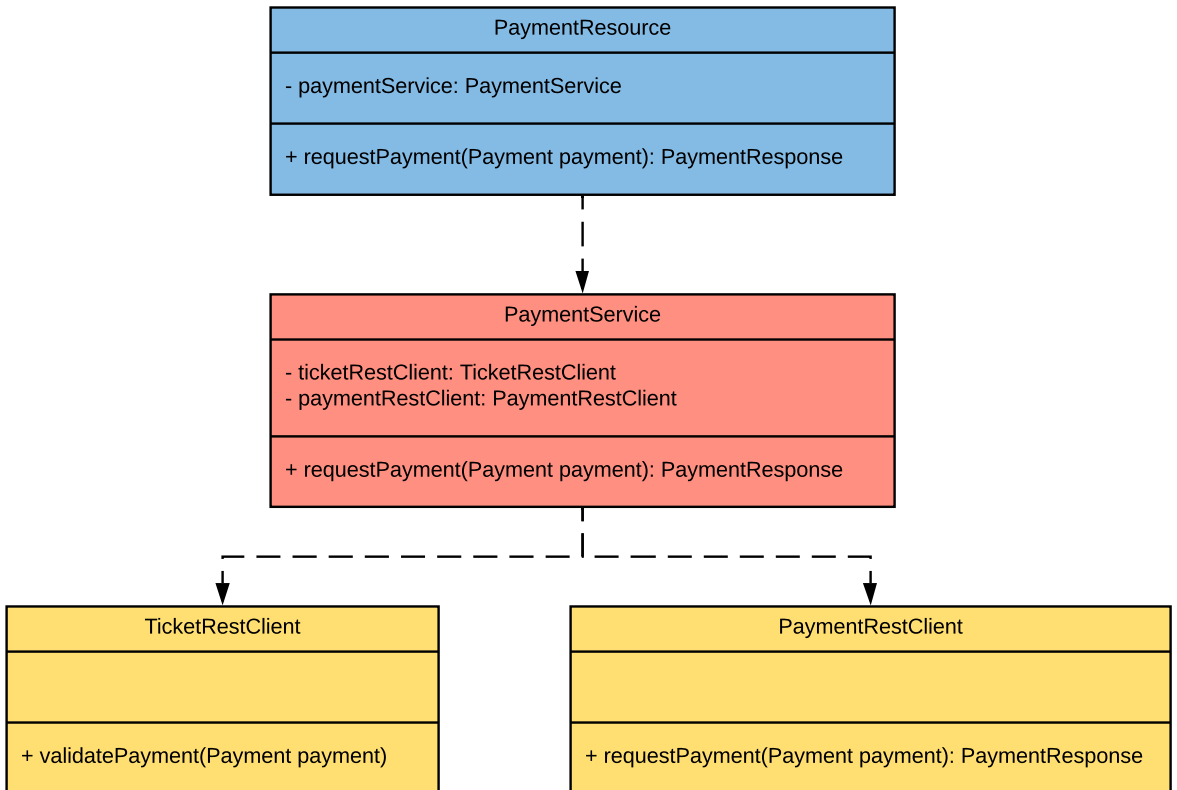 PaymentResource
- paymentService: PaymentService
+ requestPayment(Payment payment): PaymentResponse
PaymentService
- ticketRestClient: TicketRestClient
- paymentRestClient: PaymentRestClient
+ requestPayment(Payment payment): PaymentResponse
TicketRestClient
+ validatePayment(Payment payment)
PaymentRestClient
+ requestPayment(Payment payment): PaymentResponse